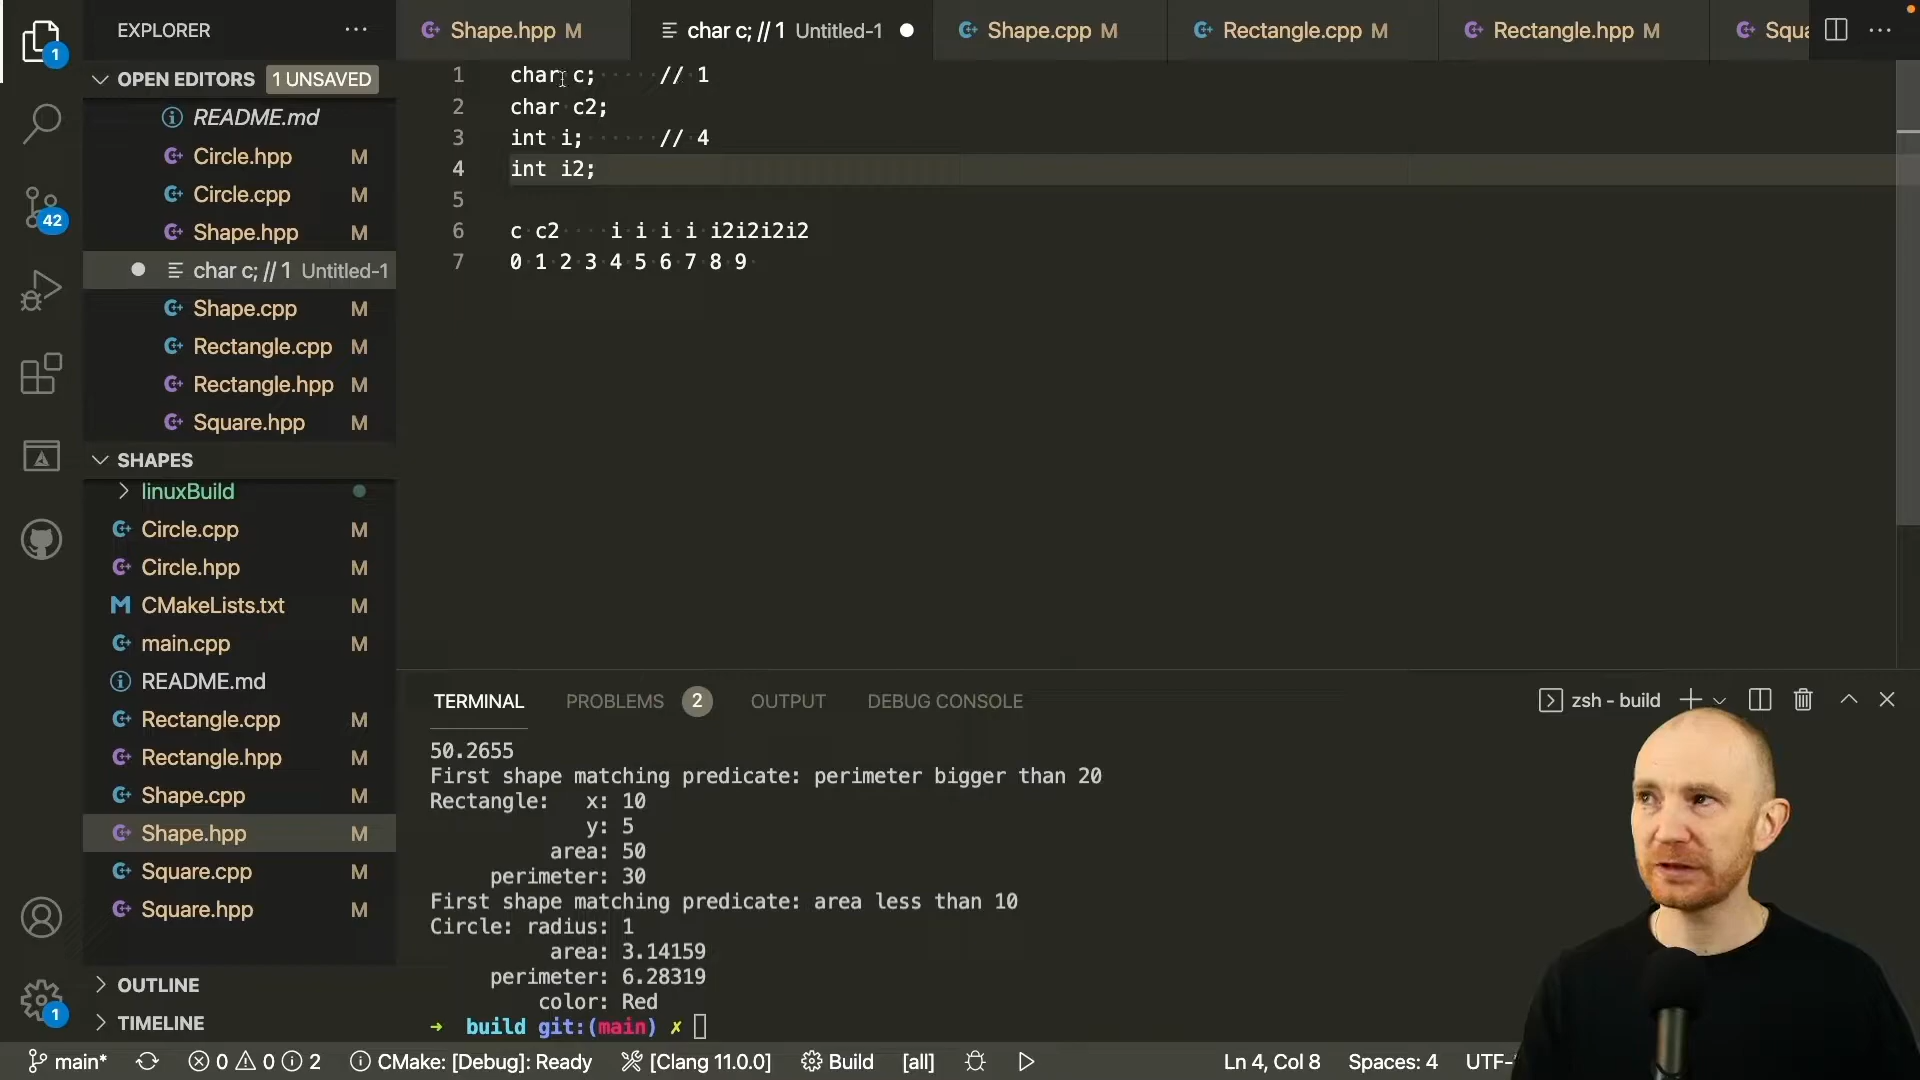 EXPLORER
OPEN EDITORS 1 UNSAVED
README.md
Circle.hpp M
Circle.cpp M
Shape.hpp M
char c; // 1 Untitled-1
Shape.cpp M
Rectangle.cpp M
Rectangle.hpp M
Square.hpp M
SHAPES
linuxBuild
Circle.cpp M
Circle.hpp M
CMakeLists.txt M
main.cpp M
README.md
Rectangle.cpp M
Rectangle.hpp M
Shape.cpp M
Shape.hpp M
Square.cpp M
Square.hpp M
OUTLINE
TIMELINE
1
42
1
Shape.hpp M char c; // 1 Untitled-1 Shape.cpp M Rectangle.cpp M Rectangle.hpp M Squa
1 char c; // 1
2 char c2;
3 int i; // 4
4 int i2;
5
6 c c2 i i i i i2i2i2i2
7 0 1 2 3 4 5 6 7 8 9
TERMINAL PROBLEMS 2 OUTPUT DEBUG CONSOLE zsh - build
50.2655
First shape matching predicate: perimeter bigger than 20
Rectangle: x: 10
y: 5
area: 50
perimeter: 30
First shape matching predicate: area less than 10
Circle: radius: 1
area: 3.14159
perimeter: 6.28319
color: Red
➜ build git:(main) ✗
main* 0 0 2 CMake: [Debug]: Ready [Clang 11.0.0] Build [all] Ln 4, Col 8 Spaces: 4 UTF-